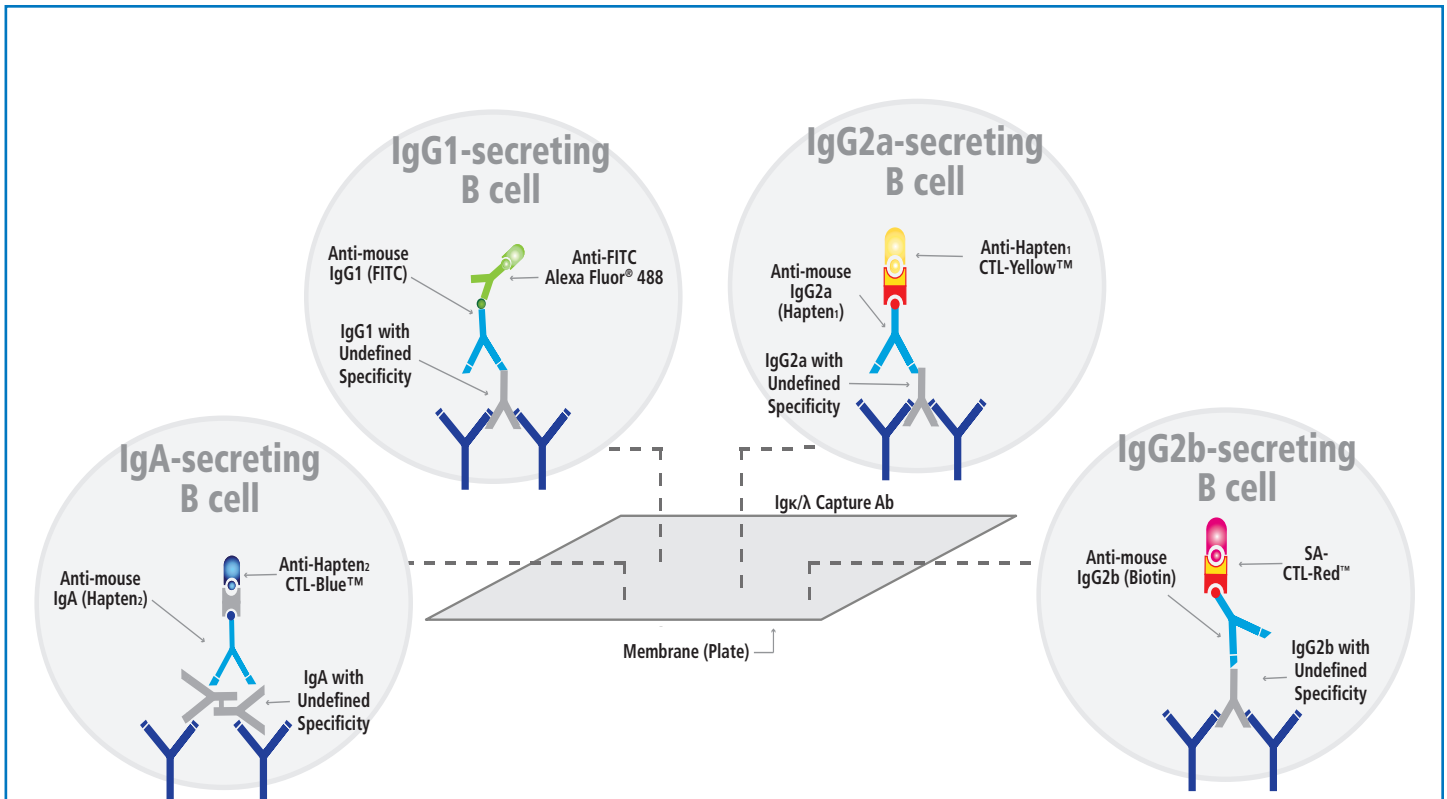 IgG1-secreting
B cell
Anti-mouse
IgG1 (FITC)
Anti-FITC
Alexa Fluor® 488
IgG1 with
Undefined
Specificity
IgG2a-secreting
B cell
Anti-Hapten₁
CTL-Yellow™
Anti-mouse
IgG2a
(Hapten₁)
IgG2a with
Undefined
Specificity
IgA-secreting
B cell
Anti-Hapten₂
CTL-Blue™
Anti-mouse
IgA (Hapten₂)
IgA with
Undefined
Specificity
Igκ/λ Capture Ab
Membrane (Plate)
IgG2b-secreting
B cell
Anti-mouse
IgG2b (Biotin)
SA-
CTL-Red™
IgG2b with
Undefined
Specificity